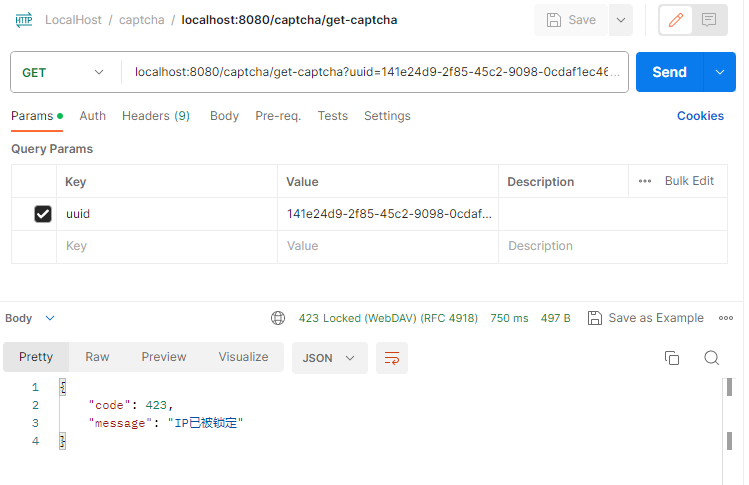 HTTP LocalHost / captcha / localhost:8080/captcha/get-captcha Save
GET localhost:8080/captcha/get-captcha?uuid=141e24d9-2f85-45c2-9098-0cdaf1ec46... Send
Params Auth Headers (9) Body Pre-req. Tests Settings Cookies
Query Params
Key Value Description Bulk Edit
uuid 141e24d9-2f85-45c2-9098-0cdaf...
Key Value Description
Body 423 Locked (WebDAV) (RFC 4918) 750 ms 497 B Save as Example
Pretty Raw Preview Visualize JSON
1 {
2 "code": 423,
3 "message": "IP已被锁定"
4 }